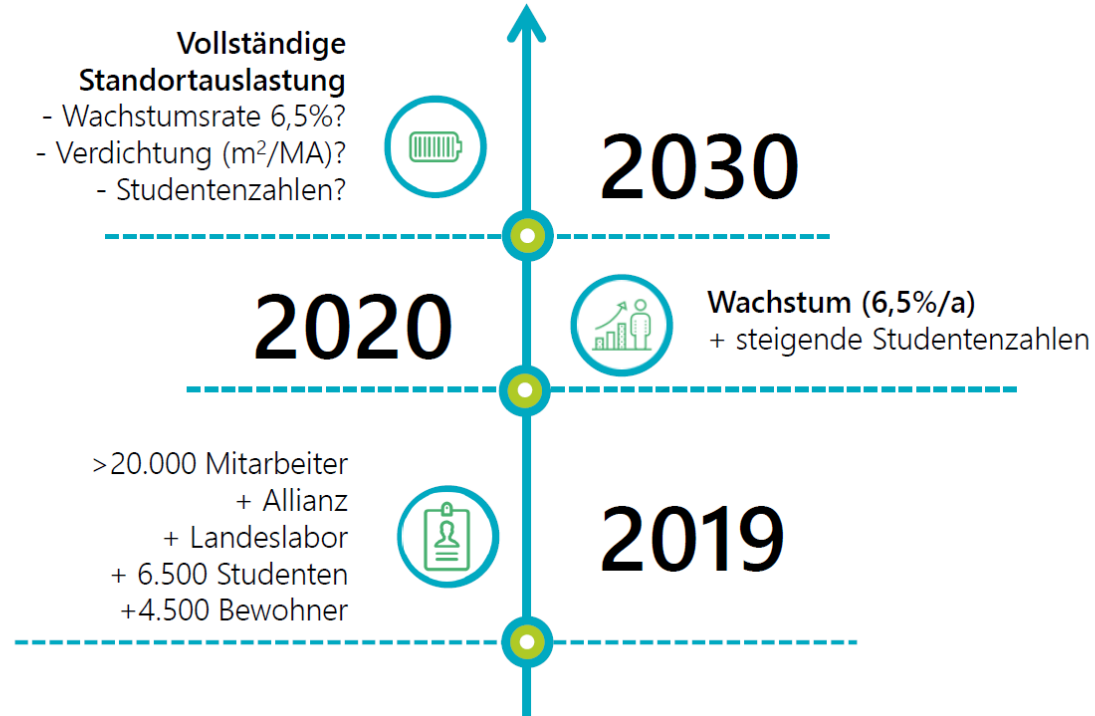 Vollständige
Standortauslastung
- Wachstumsrate 6,5%?
- Verdichtung (m²/MA)?
- Studentenzahlen?
2030
2020
Wachstum (6,5%/a)
+ steigende Studentenzahlen
>20.000 Mitarbeiter
+ Allianz
+ Landeslabor
+ 6.500 Studenten
+4.500 Bewohner
2019